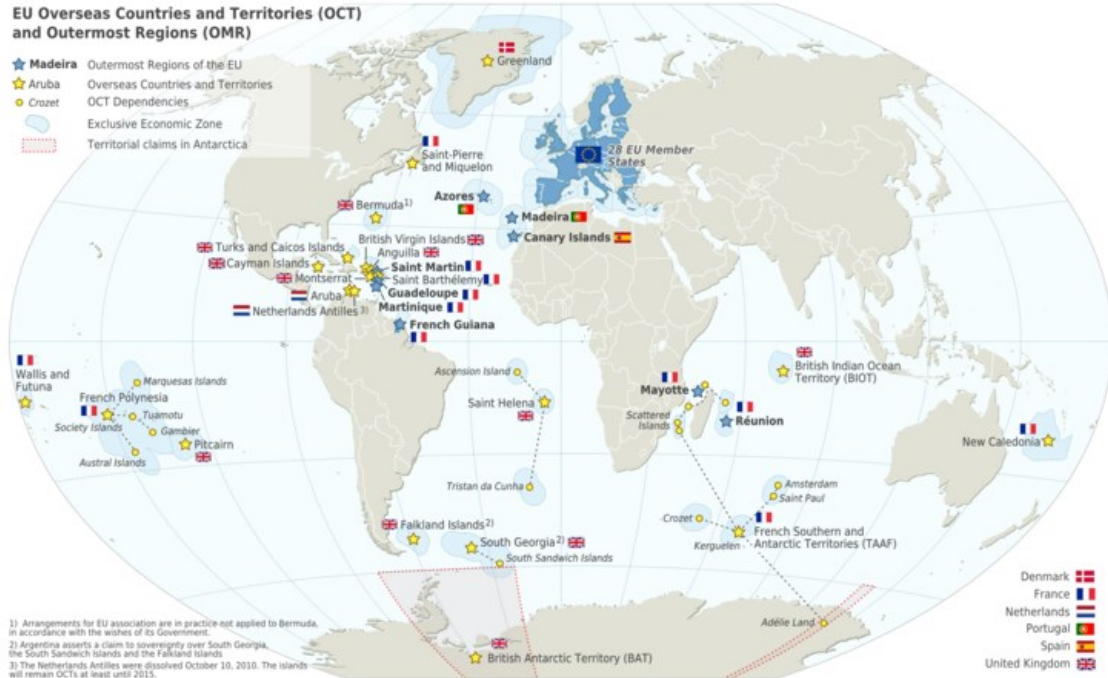 EU Overseas Countries and Territories (OCT)
and Outermost Regions (OMR)
Madeira Outermost Regions of the EU
Aruba Overseas Countries and Territories
Crozet OCT Dependencies
Exclusive Economic Zone
Territorial claims in Antarctica
Greenland
28 EU Member
States
Saint-Pierre
and Miquelon
Azores
Bermuda1)
Madeira
Canary Islands
Turks and Caicos Islands
British Virgin Islands
Anguilla
Cayman Islands
Saint Martin
Montserrat
Saint Barthélemy
Aruba
Guadeloupe
Netherlands Antilles3)
Martinique
French Guiana
Wallis and
Futuna
Marquesas Islands
French Polynesia
Tuamotu
Society Islands
Gambier
Pitcairn
Austral Islands
Ascension Island
Saint Helena
Tristan da Cunha
Mayotte
Scattered
Islands
Réunion
British Indian Ocean
Territory (BIOT)
New Caledonia
Amsterdam
Saint Paul
Crozet
Kerguelen
French Southern and
Antarctic Territories (TAAF)
Falkland Islands2)
South Georgia2)
South Sandwich Islands
Adélie Land
British Antarctic Territory (BAT)
Denmark
France
Netherlands
Portugal
Spain
United Kingdom
1) Arrangements for EU association are in practice not applied to Bermuda,
in accordance with the wishes of its Government.
2) Argentina asserts a claim to sovereignty over South Georgia,
the South Sandwich Islands and the Falkland Islands
3) The Netherlands Antilles were dissolved October 10, 2010. The islands
will remain OCTs at least until 2015.